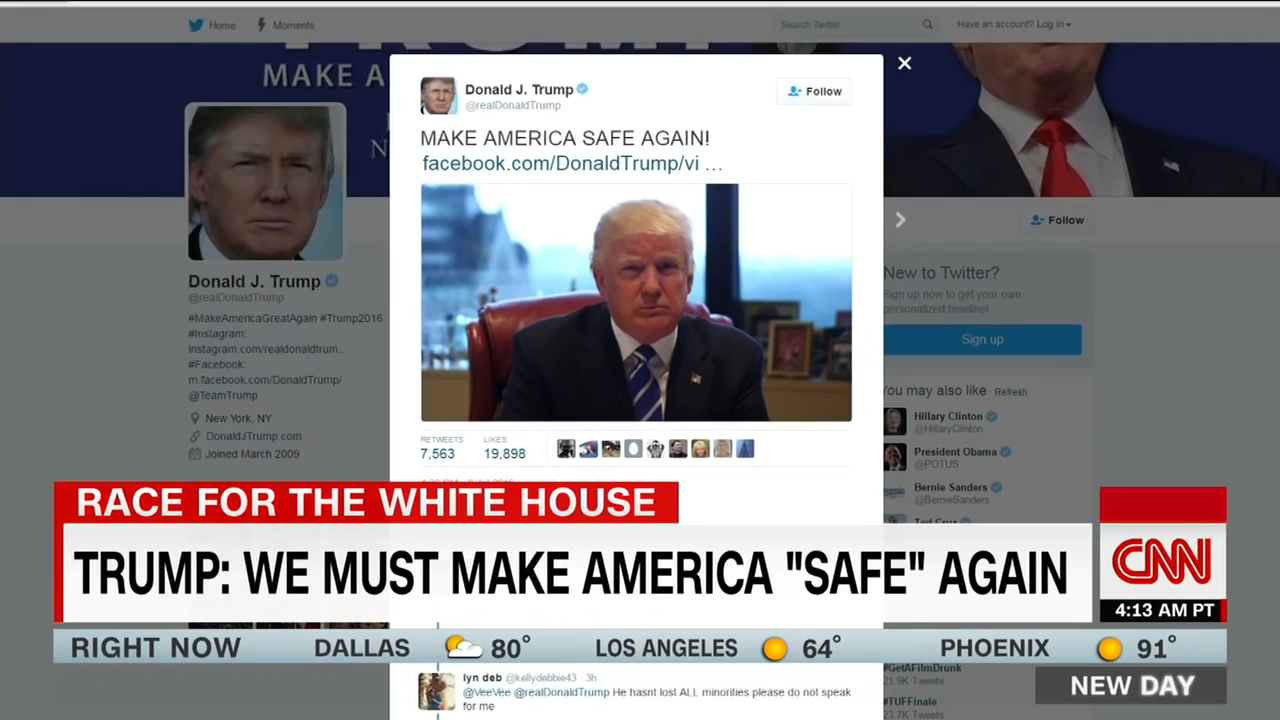 Home
Moments
Search Twitter
Have an account? Log in
MAKE A
N
Donald J. Trump
@realDonaldTrump
Follow
MAKE AMERICA SAFE AGAIN!
facebook.com/DonaldTrump/vi ...
RETWEETS
7,563
LIKES
19,898
Donald J. Trump
@realDonaldTrump
#MakeAmericaGreatAgain #Trump2016
#Instagram:
instagram.com/realdonaldtrum...
#Facebook:
m.facebook.com/DonaldTrump/
@TeamTrump
New York, NY
DonaldJTrump.com
Joined March 2009
Follow
New to Twitter?
Sign up now to get your own
personalized timeline!
Sign up
You may also like · Refresh
Hillary Clinton
@HillaryClinton
President Obama
@POTUS
Bernie Sanders
@BernieSanders
Ted Cruz
RACE FOR THE WHITE HOUSE
TRUMP: WE MUST MAKE AMERICA "SAFE" AGAIN
CNN
4:13 AM PT
RIGHT NOW DALLAS 80° LOS ANGELES 64° PHOENIX 91°
#GetAFilmDrunk
21.9K Tweets
#TUFFinale
23.7K Tweets
NEW DAY
lyn deb @kellydebbie43 · 3h
@VeeVee @realDonaldTrump He hasnt lost ALL minorities please do not speak
for me